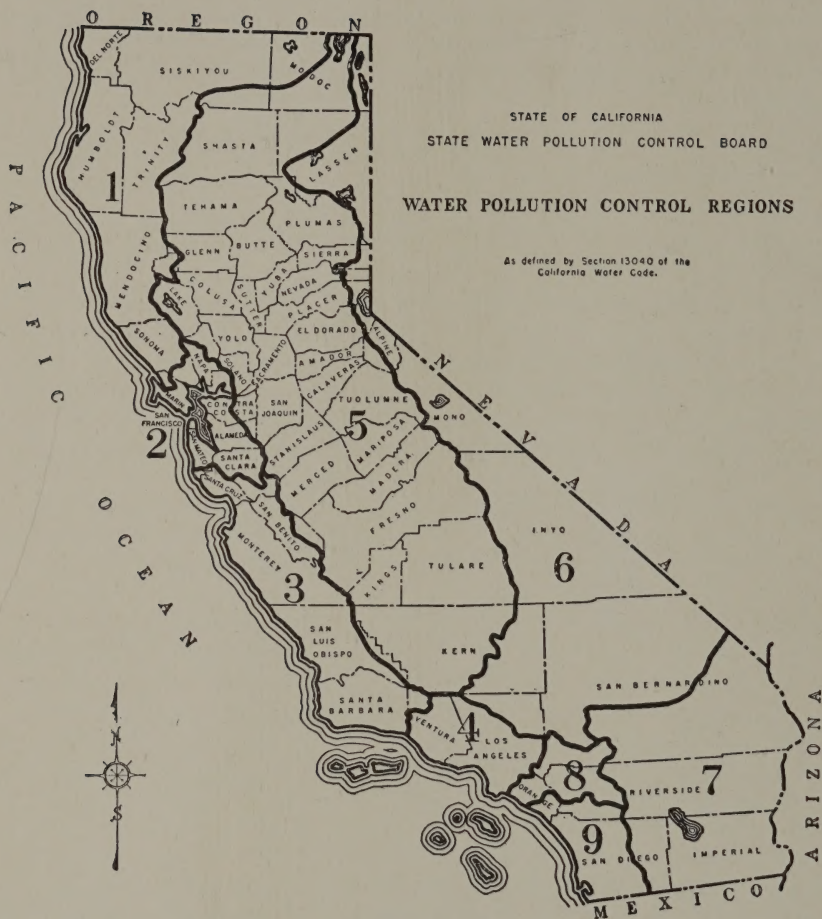 OREGON
STATE OF CALIFORNIA
STATE WATER POLLUTION CONTROL BOARD
WATER POLLUTION CONTROL REGIONS
As defined by Section 13040 of the
California Water Code.
DEL NORTE
SISKIYOU
MODOC
HUMBOLDT
TRINITY
SHASTA
LASSEN
1
TEHAMA
PLUMAS
MENDOCINO
GLENN
BUTTE
SIERRA
LAKE
COLUSA
SUTTER
YUBA
NEVADA
PLACER
SONOMA
NAPA
YOLO
SOLANO
SACRAMENTO
EL DORADO
ALPINE
AMADOR
CALAVERAS
MARIN
CONTRA
COSTA
SAN
JOAQUIN
TUOLUMNE
MONO
SAN
FRANCISCO
2
ALAMEDA
SAN MATEO
SANTA
CLARA
STANISLAUS
5
MARIPOSA
MERCED
MADERA
SANTA CRUZ
SAN BENITO
MONTEREY
FRESNO
INYO
3
KINGS
TULARE
6
SAN
LUIS
OBISPO
KERN
SANTA
BARBARA
SAN BERNARDINO
VENTURA
4
LOS
ANGELES
8
ORANGE
RIVERSIDE
7
9
SAN DIEGO
IMPERIAL
PACIFIC
OCEAN
NEVADA
ARIZONA
MEXICO
N